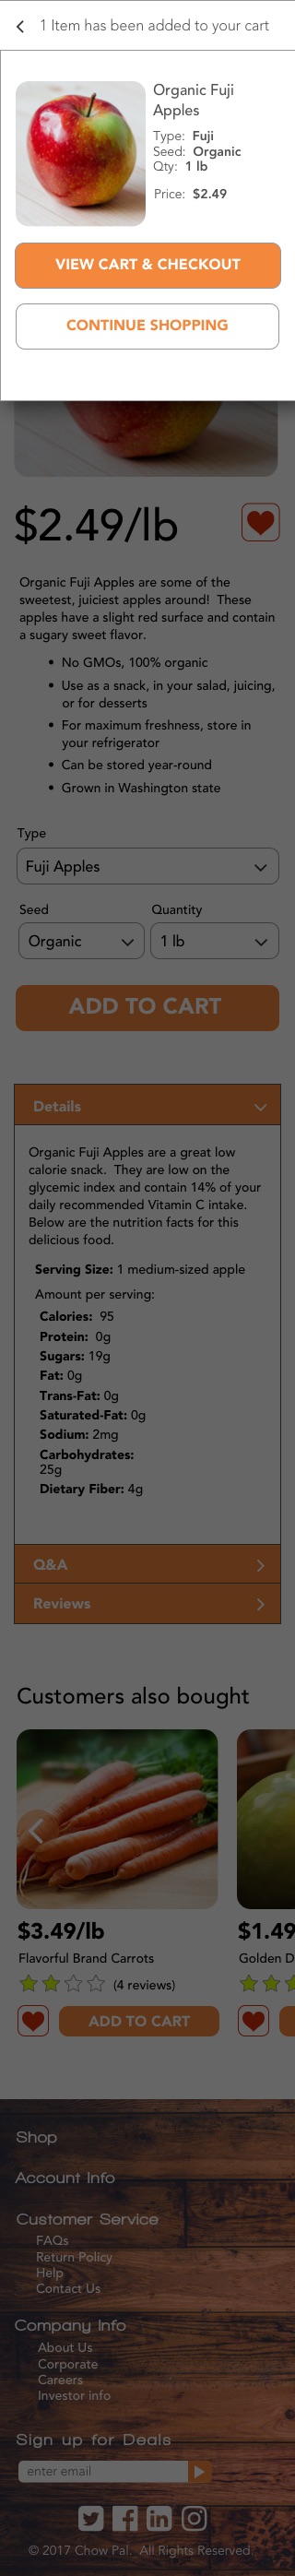 1 Item has been added to your cart
Organic Fuji
Apples
Type: Fuji
Seed: Organic
Qty: 1 lb
Price: $2.49
VIEW CART & CHECKOUT
CONTINUE SHOPPING
$2.49/lb
Organic Fuji Apples are some of the
sweetest, juiciest apples around! These
apples have a slight red surface and contain
a sugary sweet flavor.
• No GMOs, 100% organic
• Use as a snack, in your salad, juicing,
or for desserts
• For maximum freshness, store in
your refrigerator
• Can be stored year-round
• Grown in Washington state
Type
Fuji Apples
Seed Quantity
Organic 1 lb
ADD TO CART
Details
Organic Fuji Apples are a great low
calorie snack. They are low on the
glycemic index and contain 14% of your
daily recommended Vitamin C intake.
Below are the nutrition facts for this
delicious food.
Serving Size: 1 medium-sized apple
Amount per serving:
Calories: 95
Protein: 0g
Sugars: 19g
Fat: 0g
Trans-Fat: 0g
Saturated-Fat: 0g
Sodium: 2mg
Carbohydrates:
25g
Dietary Fiber: 4g
Q&A
Reviews
Customers also bought
$3.49/lb $1.49
Flavorful Brand Carrots Golden D
(4 reviews)
ADD TO CART
Shop
Account Info
Customer Service
FAQs
Return Policy
Help
Contact Us
Company Info
About Us
Corporate
Careers
Investor info
Sign up for Deals
enter email
© 2017 Chow Pal. All Rights Reserved.